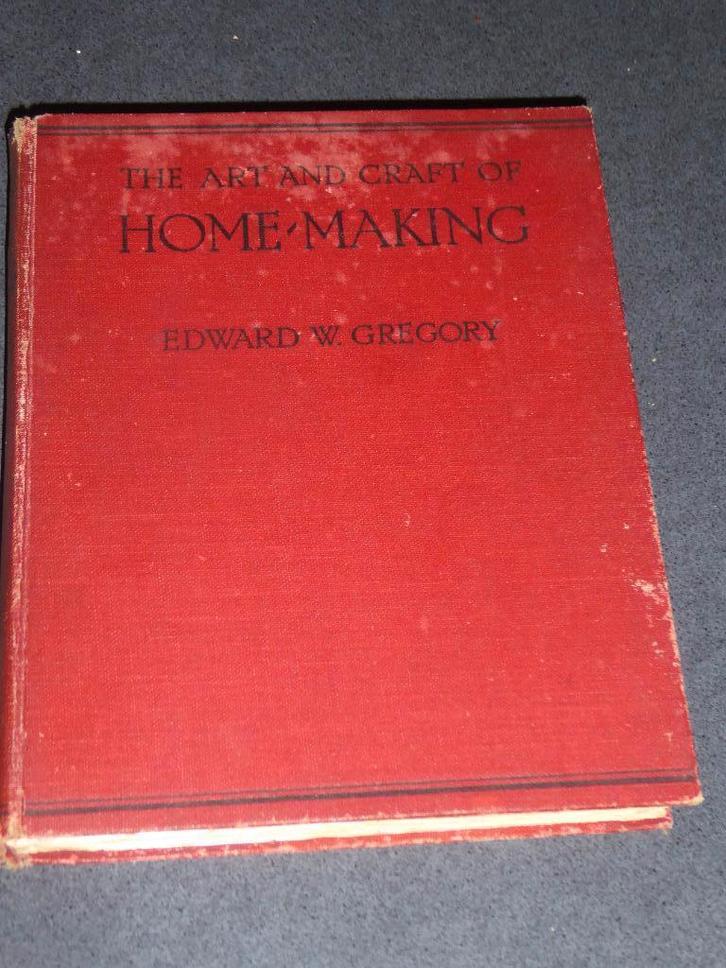 THE ART AND CRAFT OF
HOME-MAKING
EDWARD W. GREGORY